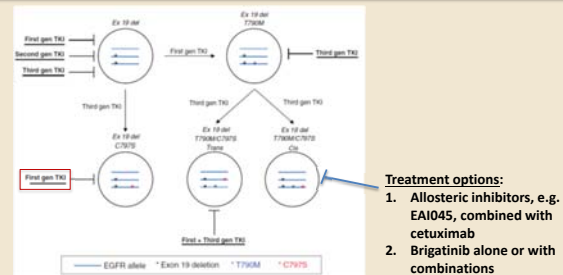 Ex 19 del
Ex 19 del
T790M
First gen TKI
Second gen TKI
Third gen TKI
First gen TKI
Third gen TKI
Third gen TKI
Third gen TKI
Third gen TKI
Ex 19 del
C797S
Ex 19 del
T790M/C797S
Trans
Ex 19 del
T790M/C797S
Cis
First gen TKI
First + Third gen TKI
EGFR allele * Exon 19 deletion * T790M * C797S
Treatment options:
1. Allosteric inhibitors, e.g.
EAI045, combined with
cetuximab
2. Brigatinib alone or with
combinations